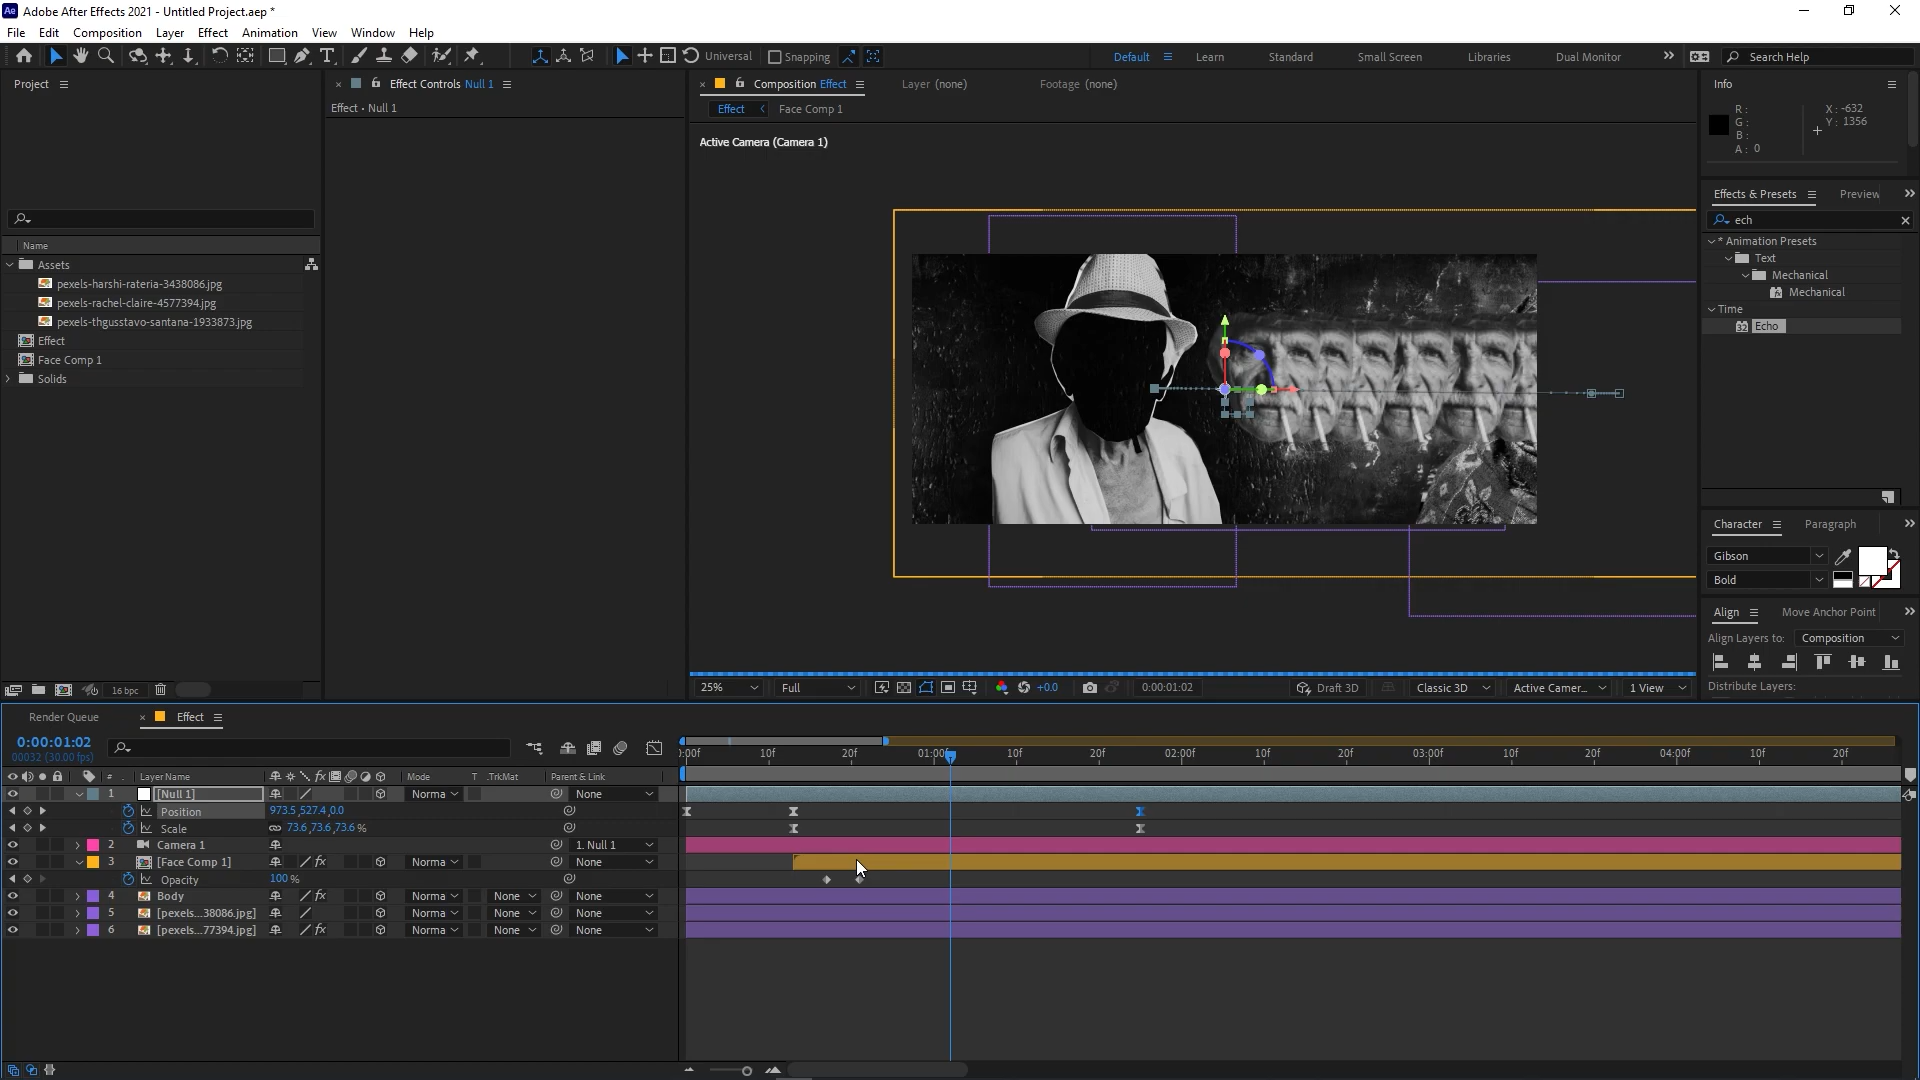 Ae Adobe After Effects 2021 - Untitled Project.aep *
File Edit Composition Layer Effect Animation View Window Help
Universal Snapping Default Learn Standard Small Screen Libraries Dual Monitor Search Help
Project
Name
Assets
pexels-harshi-rateria-3438086.jpg
pexels-rachel-claire-4577394.jpg
pexels-thgusstavo-santana-1933873.jpg
Effect
Face Comp 1
Solids
16 bpc
Effect Controls Null 1
Effect • Null 1
Composition Effect Layer (none) Footage (none)
Effect Face Comp 1
Active Camera (Camera 1)
25% Full +0.0 0:00:01:02 Draft 3D Classic 3D Active Camer... 1 View
Info
R: X: -632
G: Y: 1356
B:
A: 0
Effects & Presets Preview
ech
* Animation Presets
Text
Mechanical
Mechanical
Time
32 Echo
Character Paragraph
Gibson
Bold
Align Move Anchor Point
Align Layers to: Composition
Distribute Layers:
Render Queue Effect
0:00:01:02
00032 (30.00 fps)
):00f 10f 20f 01:00f 10f 20f 02:00f 10f 20f 03:00f 10f 20f 04:00f 10f 20f
# Layer Name fx Mode T .TrkMat Parent & Link
1 [Null 1] Norma None
Position 973.5,527.4,0.0
Scale 73.6,73.6,73.6 %
2 Camera 1 1. Null 1
3 [Face Comp 1] fx Norma None
Opacity 100 %
4 Body fx Norma None None
5 [pexels...38086.jpg] Norma None None
6 [pexels...77394.jpg] fx Norma None None